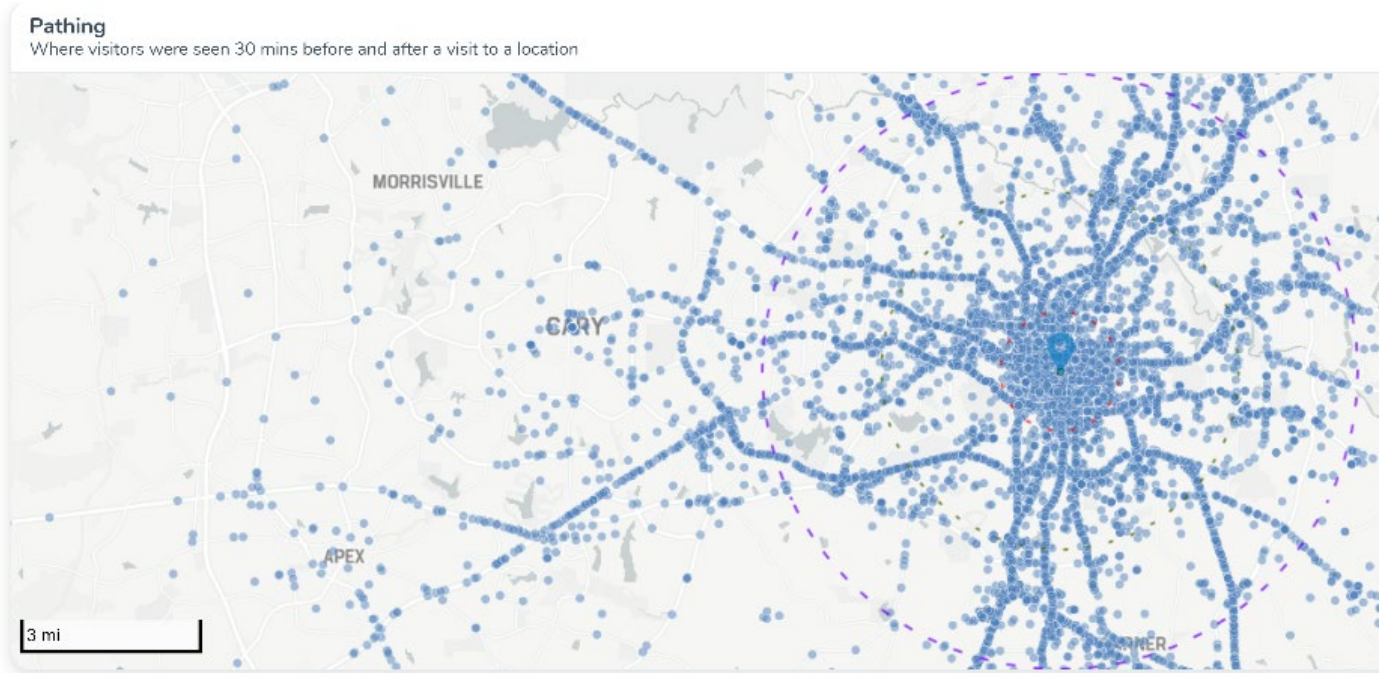 Pathing
Where visitors were seen 30 mins before and after a visit to a location
MORRISVILLE
CARY
APEX
3 mi